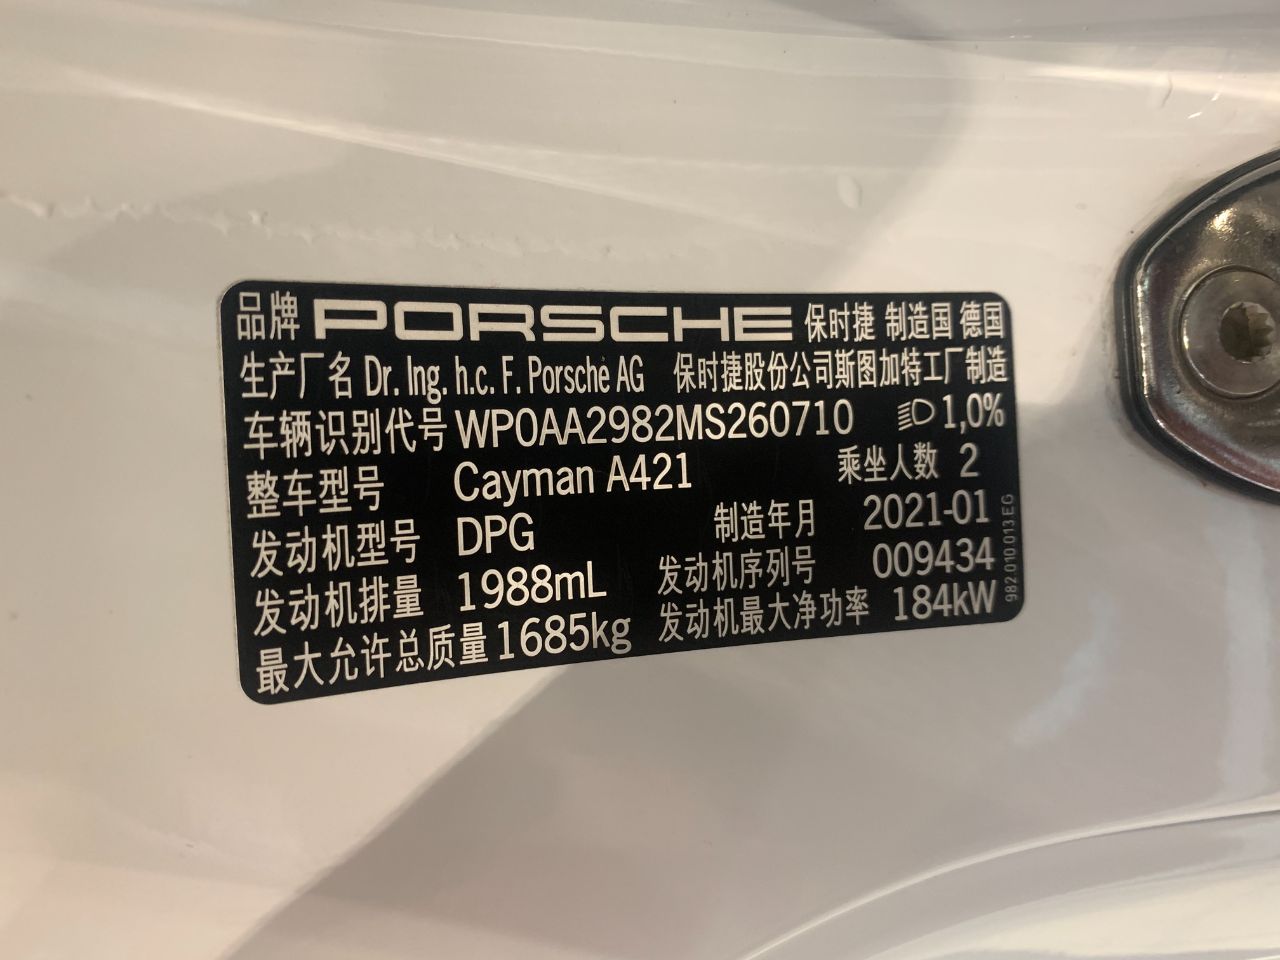 品牌 PORSCHE 保时捷 制造国 德国
生产厂名 Dr. Ing. h.c. F. Porsche AG 保时捷股份公司斯图加特工厂制造
车辆识别代号 WP0AA2982MS260710 1,0%
整车型号 Cayman A421 乘坐人数 2
发动机型号 DPG 制造年月 2021-01
发动机排量 1988mL 发动机序列号 009434
最大允许总质量 1685kg 发动机最大净功率 184kW
982.010.013.EG